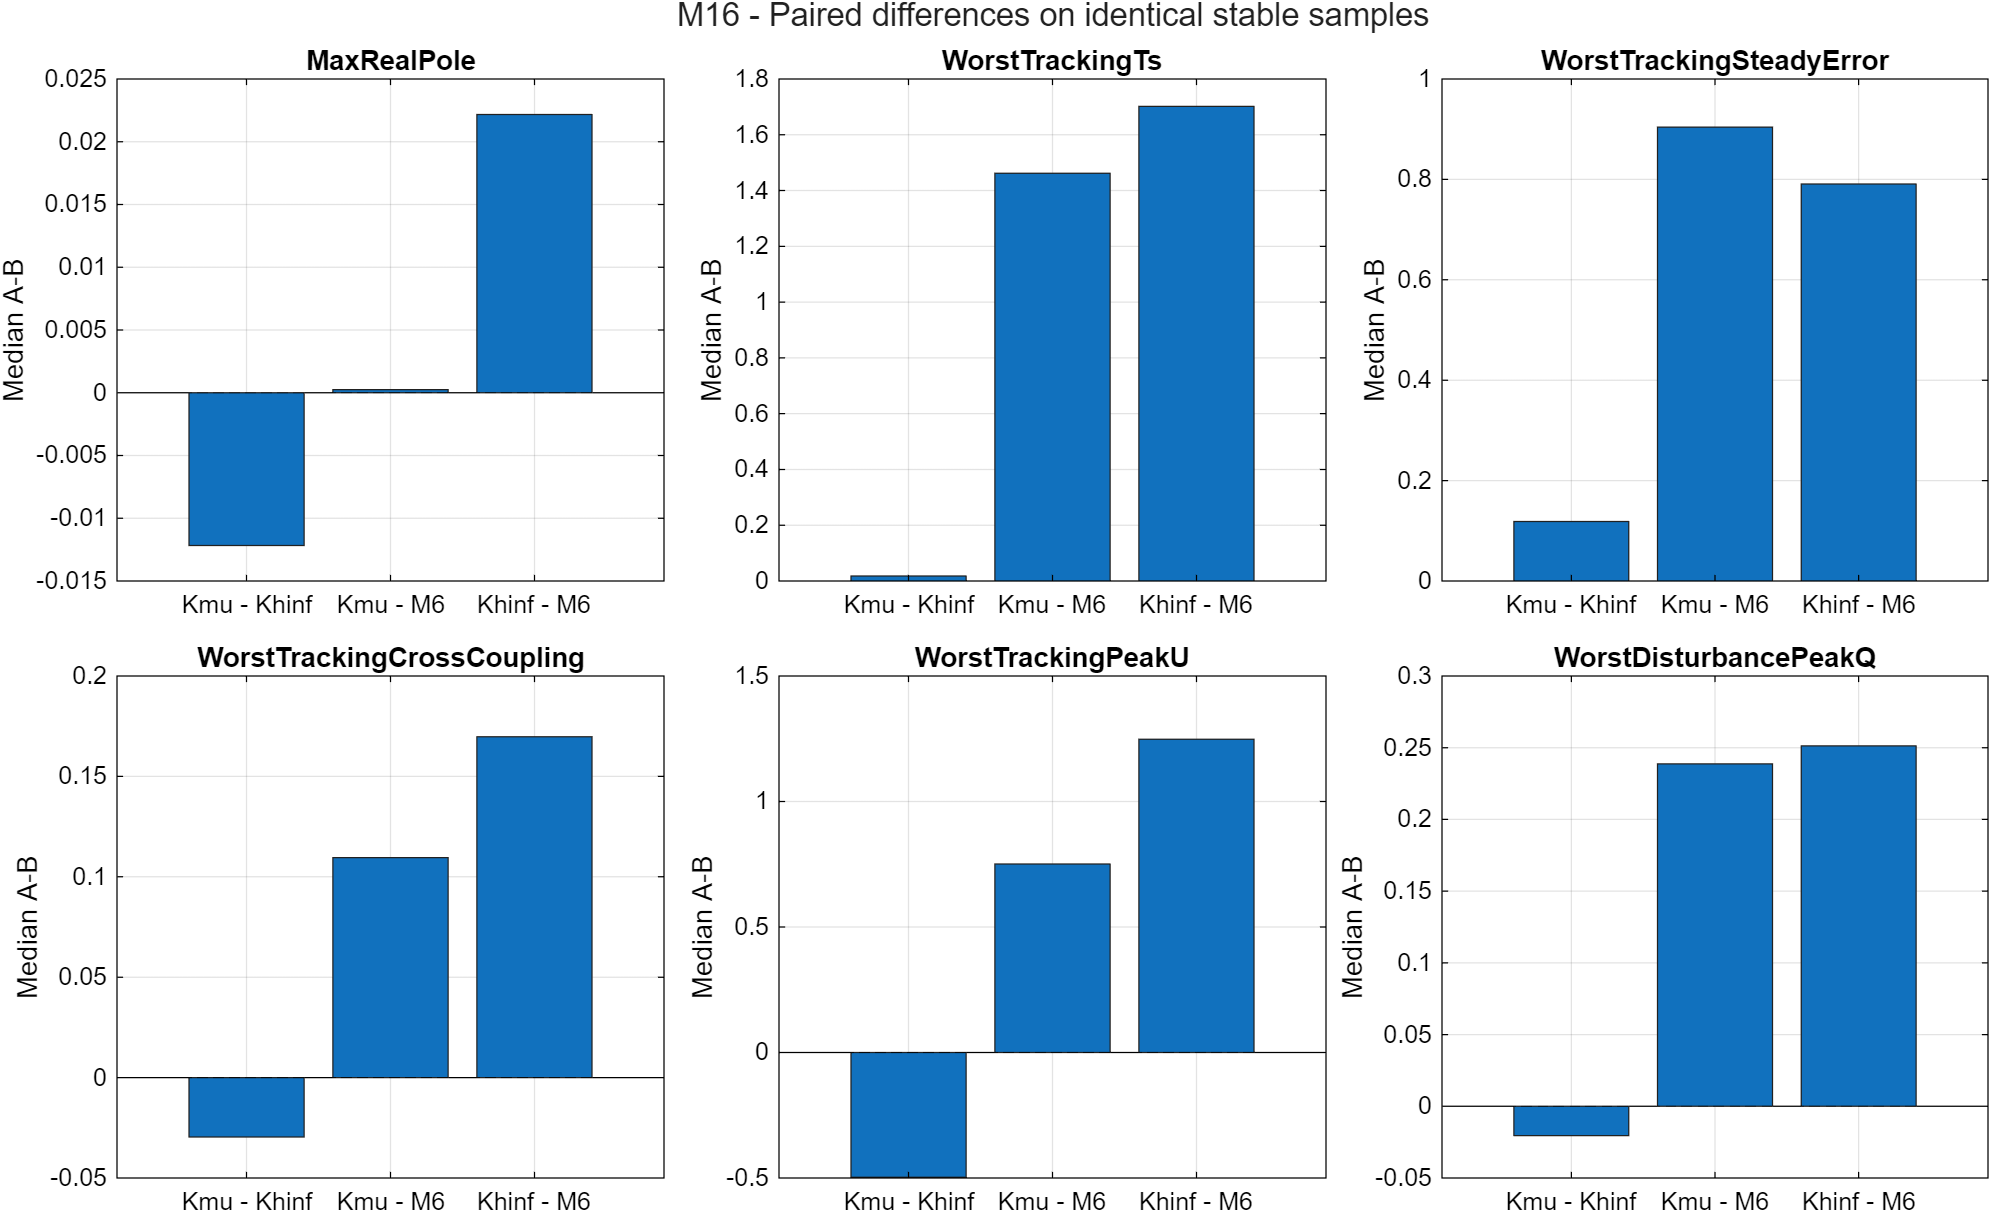 M16 - Paired differences on identical stable samples
MaxRealPole
Median A-B
0.025
0.02
0.015
0.01
0.005
0
-0.005
-0.01
-0.015
Kmu - Khinf Kmu - M6 Khinf - M6
WorstTrackingTs
Median A-B
1.8
1.6
1.4
1.2
1
0.8
0.6
0.4
0.2
0
Kmu - Khinf Kmu - M6 Khinf - M6
WorstTrackingSteadyError
Median A-B
1
0.8
0.6
0.4
0.2
0
Kmu - Khinf Kmu - M6 Khinf - M6
WorstTrackingCrossCoupling
Median A-B
0.2
0.15
0.1
0.05
0
-0.05
Kmu - Khinf Kmu - M6 Khinf - M6
WorstTrackingPeakU
Median A-B
1.5
1
0.5
0
-0.5
Kmu - Khinf Kmu - M6 Khinf - M6
WorstDisturbancePeakQ
Median A-B
0.3
0.25
0.2
0.15
0.1
0.05
0
-0.05
Kmu - Khinf Kmu - M6 Khinf - M6